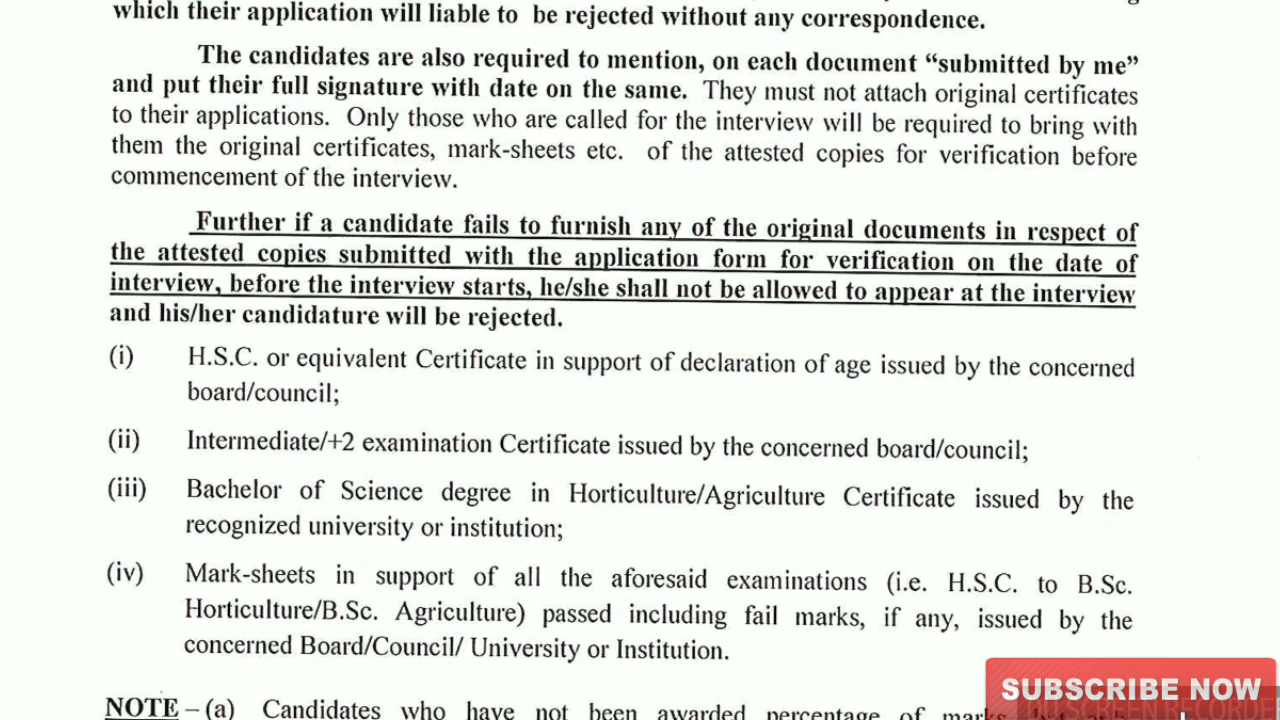 which their application will liable to be rejected without any correspondence.
The candidates are also required to mention, on each document “submitted by me”
and put their full signature with date on the same. They must not attach original certificates
to their applications. Only those who are called for the interview will be required to bring with
them the original certificates, mark-sheets etc. of the attested copies for verification before
commencement of the interview.
Further if a candidate fails to furnish any of the original documents in respect of
the attested copies submitted with the application form for verification on the date of
interview, before the interview starts, he/she shall not be allowed to appear at the interview
and his/her candidature will be rejected.
(i) H.S.C. or equivalent Certificate in support of declaration of age issued by the concerned
board/council;
(ii) Intermediate/+2 examination Certificate issued by the concerned board/council;
(iii) Bachelor of Science degree in Horticulture/Agriculture Certificate issued by the
recognized university or institution;
(iv) Mark-sheets in support of all the aforesaid examinations (i.e. H.S.C. to B.Sc.
Horticulture/B.Sc. Agriculture) passed including fail marks, if any, issued by the
concerned Board/Council/ University or Institution.
NOTE – (a) Candidates who have not been awarded percentage of marks
SUBSCRIBE NOW
SCREEN RECORDER